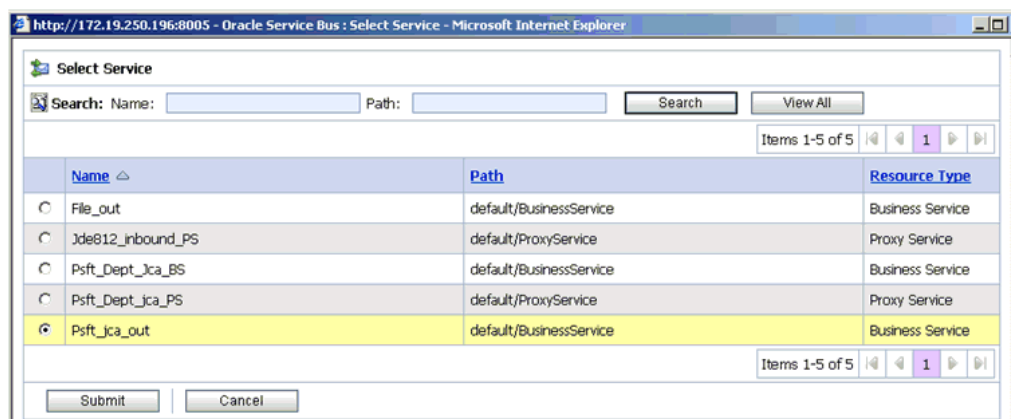 http://172.19.250.196:8005 - Oracle Service Bus : Select Service - Microsoft Internet Explorer
Select Service
Search: Name: Path: Search View All
Items 1-5 of 5 1
Name Path Resource Type
File_out default/BusinessService Business Service
Jde812_inbound_PS default/ProxyService Proxy Service
Psft_Dept_Jca_BS default/BusinessService Business Service
Psft_Dept_jca_PS default/ProxyService Proxy Service
Psft_jca_out default/BusinessService Business Service
Items 1-5 of 5 1
Submit Cancel